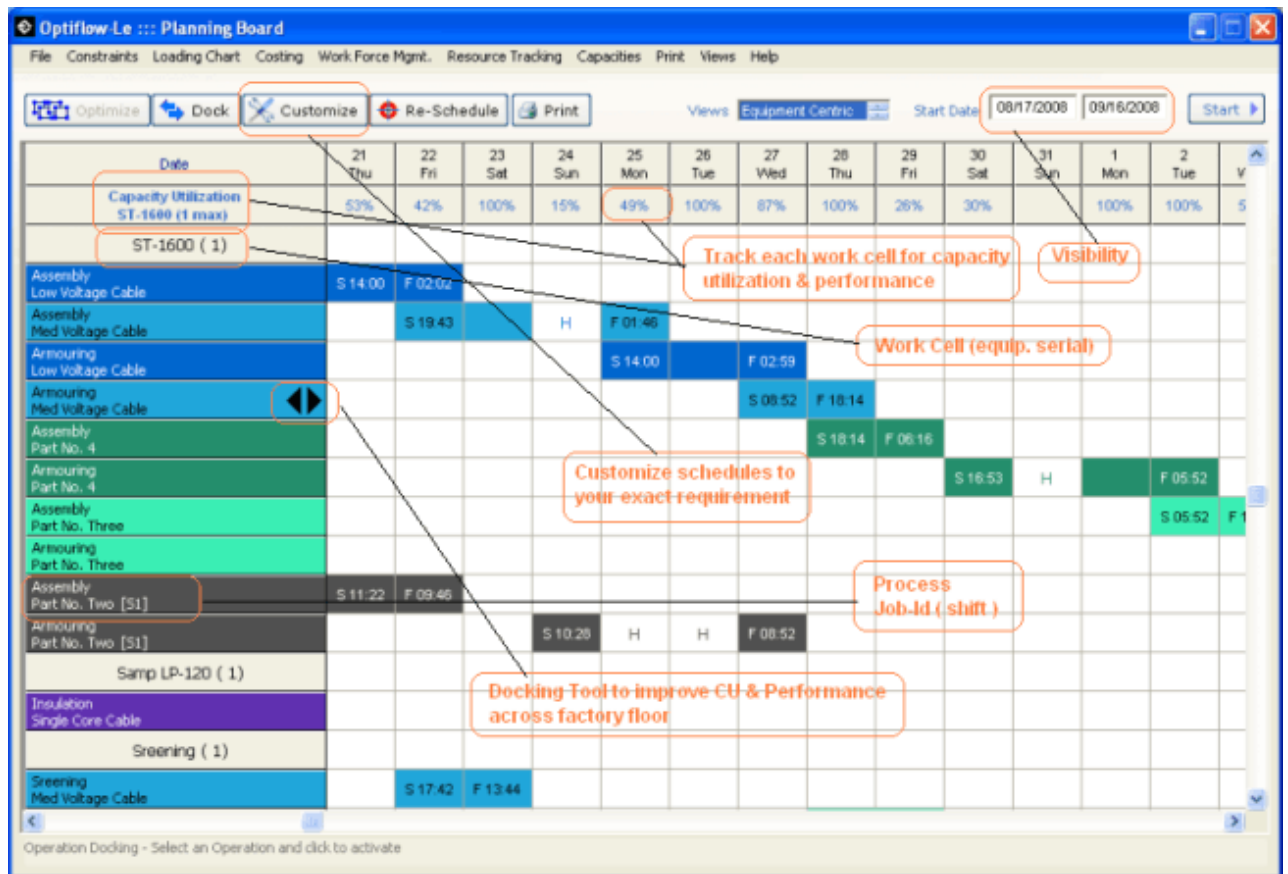 Optiflow-Le ::: Planning Board
File Constraints Loading Chart Costing Work Force Mgmt. Resource Tracking Capacities Print Views Help
Optimize Dock Customize Re-Schedule Print Views Equipment Centric Start Date 08/17/2008 09/16/2008 Start
Date 21 22 23 24 25 26 27 28 29 30 31 1 2
Thu Fri Sat Sun Mon Tue Wed Thu Fri Sat Sun Mon Tue
Capacity Utilization
ST-1600 (1 max) 53% 42% 100% 15% 49% 100% 87% 100% 26% 30% 100% 100% 5
ST-1600 ( 1)
Track each work cell for capacity
utilization & performance
Visibility
Assembly
Low Voltage Cable S 14:00 F 02:02
Assembly
Med Voltage Cable S 19:43 H F 01:46
Work Cell (equip. serial)
Armouring
Low Voltage Cable S 14:00 F 02:59
Armouring
Med Voltage Cable S 08:52 F 18:14
Assembly
Part No. 4 S 18:14 F 06:16
Customize schedules to
your exact requirement
Armouring
Part No. 4 S 16:53 H F 05:52
Assembly
Part No. Three S 05:52 F 1
Armouring
Part No. Three
Assembly
Part No. Two [S1] S 11:22 F 09:46
Process
Job-Id ( shift )
Armouring
Part No. Two [S1] S 10:28 H H F 08:52
Samp LP-120 ( 1)
Docking Tool to improve CU & Performance
across factory floor
Insulation
Single Core Cable
Sreening ( 1)
Sreening
Med Voltage Cable S 17:42 F 13:44
Operation Docking - Select an Operation and click to activate